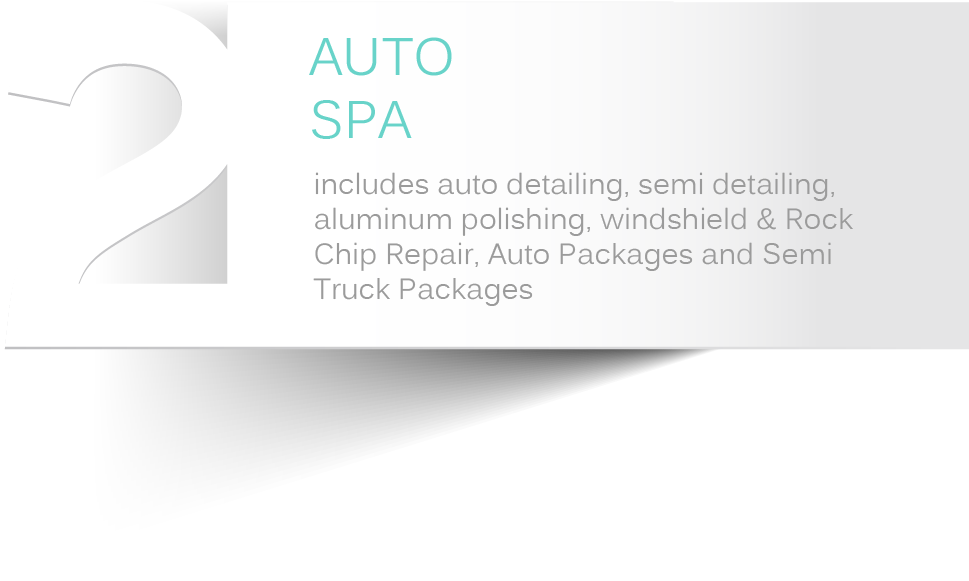 2
AUTO
SPA
includes auto detailing, semi detailing,
aluminum polishing, windshield & Rock
Chip Repair, Auto Packages and Semi
Truck Packages